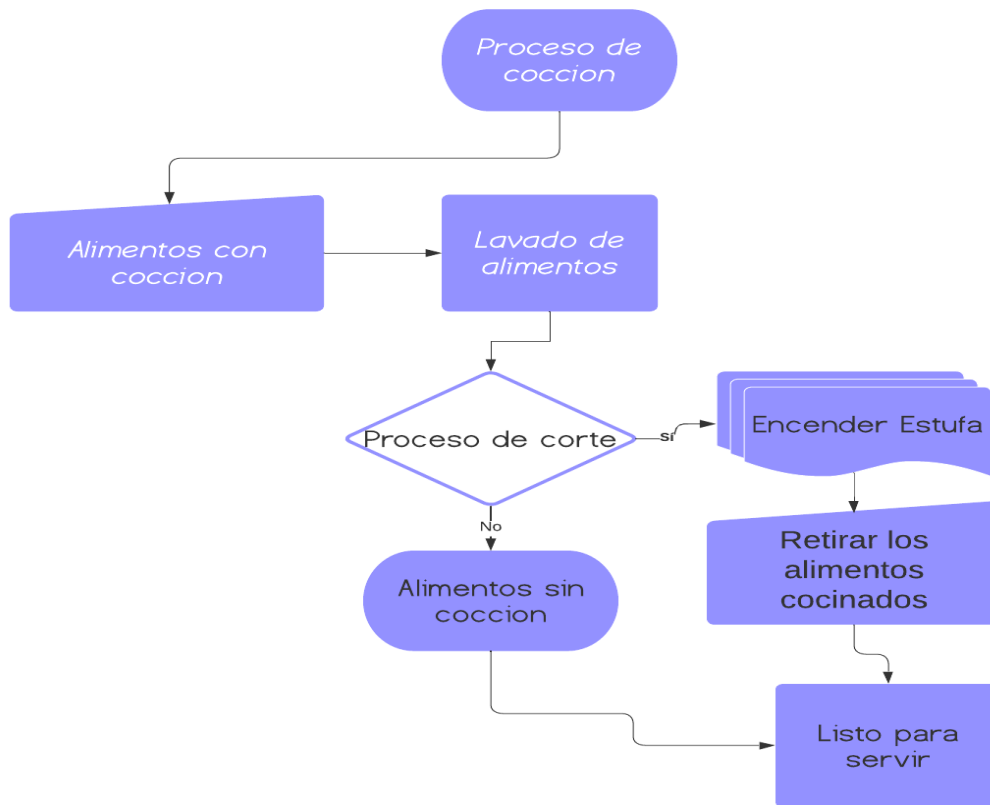 Proceso de
coccion
Alimentos con
coccion
Lavado de
alimentos
Proceso de corte
Sí
Encender Estufa
No
Retirar los
alimentos
cocinados
Alimentos sin
coccion
Listo para
servir